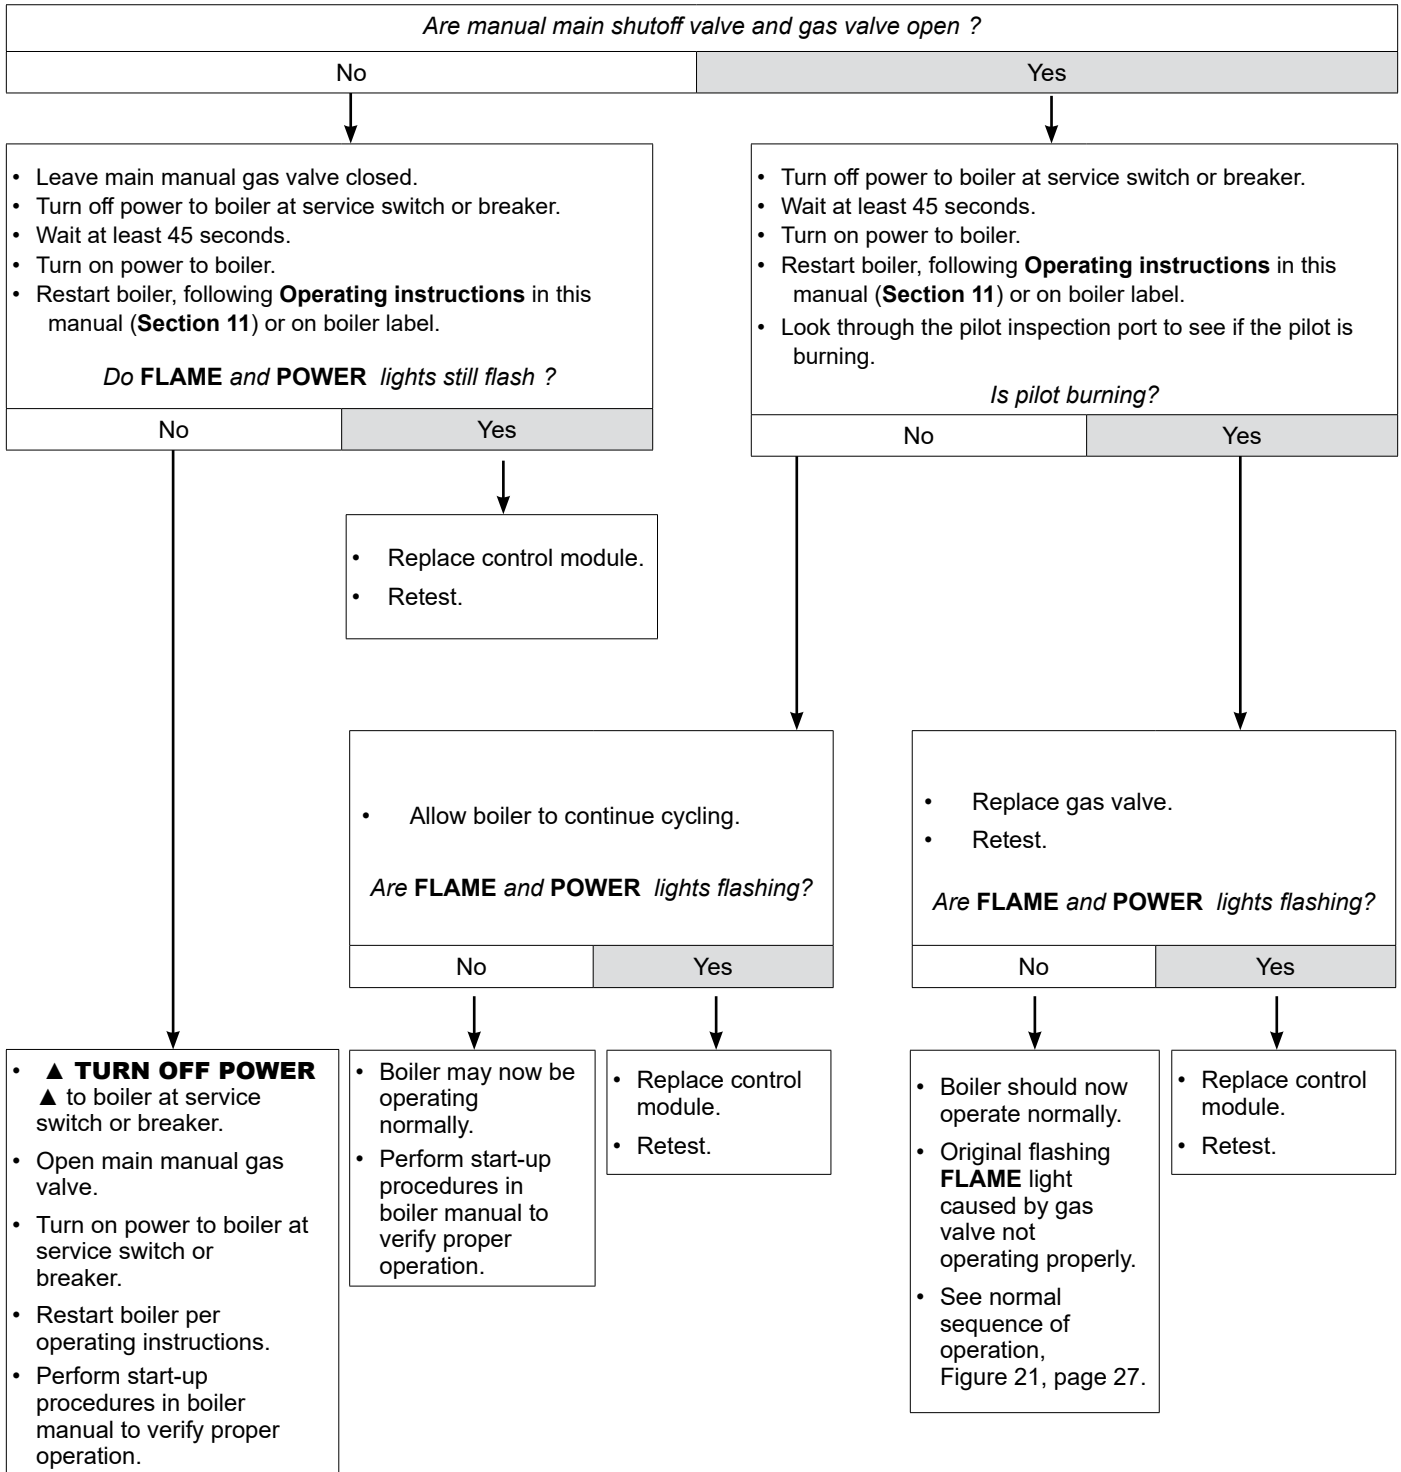 Are manual main shutoff valve and gas valve open ?
No
Yes
• Leave main manual gas valve closed.
• Turn off power to boiler at service switch or breaker.
• Wait at least 45 seconds.
• Turn on power to boiler.
• Restart boiler, following Operating instructions in this
manual (Section 11) or on boiler label.
Do FLAME and POWER lights still flash ?
No
Yes
• Turn off power to boiler at service switch or breaker.
• Wait at least 45 seconds.
• Turn on power to boiler.
• Restart boiler, following Operating instructions in this
manual (Section 11) or on boiler label.
• Look through the pilot inspection port to see if the pilot is
burning.
Is pilot burning?
No
Yes
• Replace control module.
• Retest.
• Allow boiler to continue cycling.
Are FLAME and POWER lights flashing?
No
Yes
• Replace gas valve.
• Retest.
Are FLAME and POWER lights flashing?
No
Yes
• ▲ TURN OFF POWER
▲ to boiler at service
switch or breaker.
• Open main manual gas
valve.
• Turn on power to boiler at
service switch or
breaker.
• Restart boiler per
operating instructions.
• Perform start-up
procedures in boiler
manual to verify proper
operation.
• Boiler may now be
operating
normally.
• Perform start-up
procedures in
boiler manual to
verify proper
operation.
• Replace control
module.
• Retest.
• Boiler should now
operate normally.
• Original flashing
FLAME light
caused by gas
valve not
operating properly.
• See normal
sequence of
operation,
Figure 21, page 27.
• Replace control
module.
• Retest.